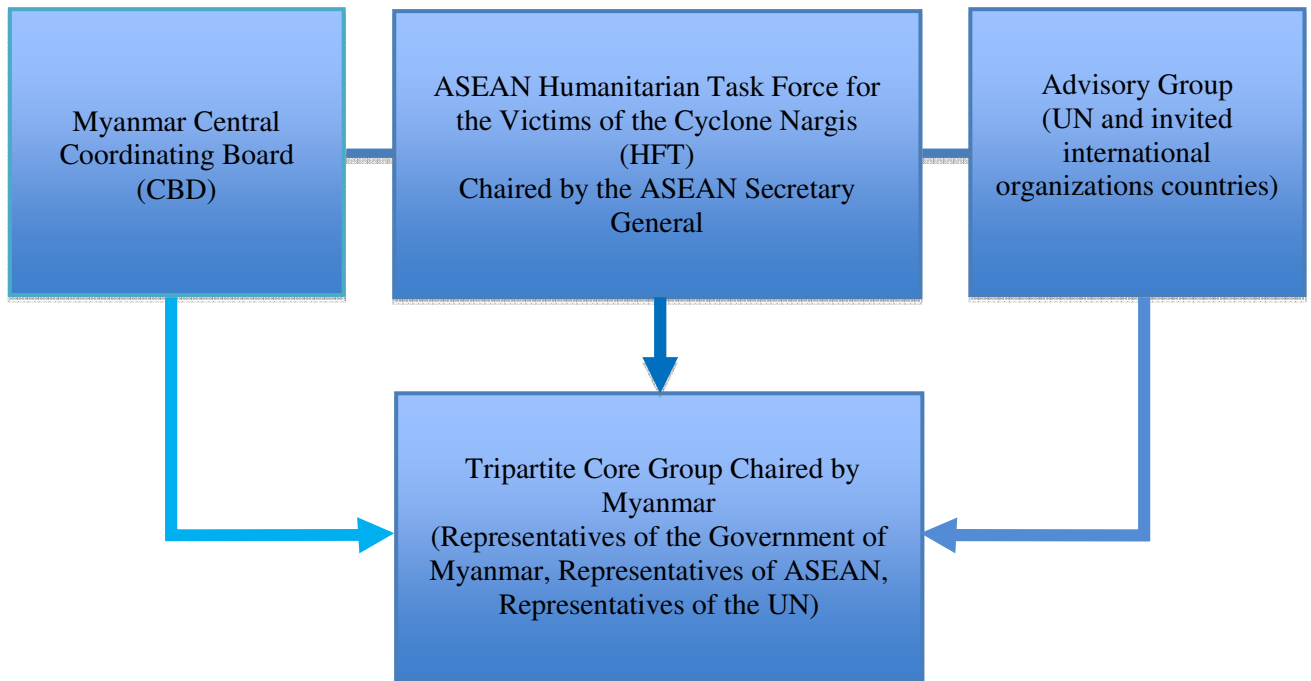 Myanmar Central
Coordinating Board
(CBD)
ASEAN Humanitarian Task Force for
the Victims of the Cyclone Nargis
(HFT)
Chaired by the ASEAN Secretary
General
Advisory Group
(UN and invited
international
organizations countries)
Tripartite Core Group Chaired by
Myanmar
(Representatives of the Government of
Myanmar, Representatives of ASEAN,
Representatives of the UN)